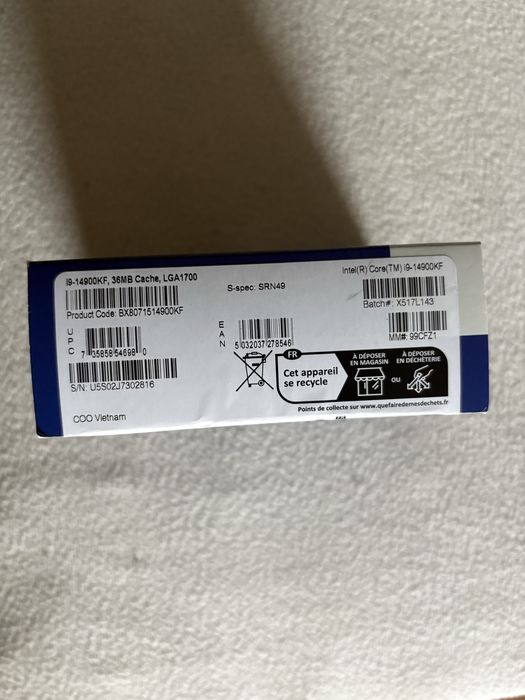 i9-14900KF, 36MB Cache, LGA1700
Intel(R) Core(TM) i9-14900KF
S-spec: SRN49
Product Code: BX8071514900KF
Batch#: X517L143
UPC
7 35858 54699 0
EAN
5 032037 278546
MM#: 99CFZ1
S/N: U5S02J7302816
FR
Cet appareil
se recycle
À DÉPOSER
EN MAGASIN
OU
À DÉPOSER
EN DÉCHÈTERIE
Points de collecte sur www.quefairedemesdechets.fr
COO Vietnam